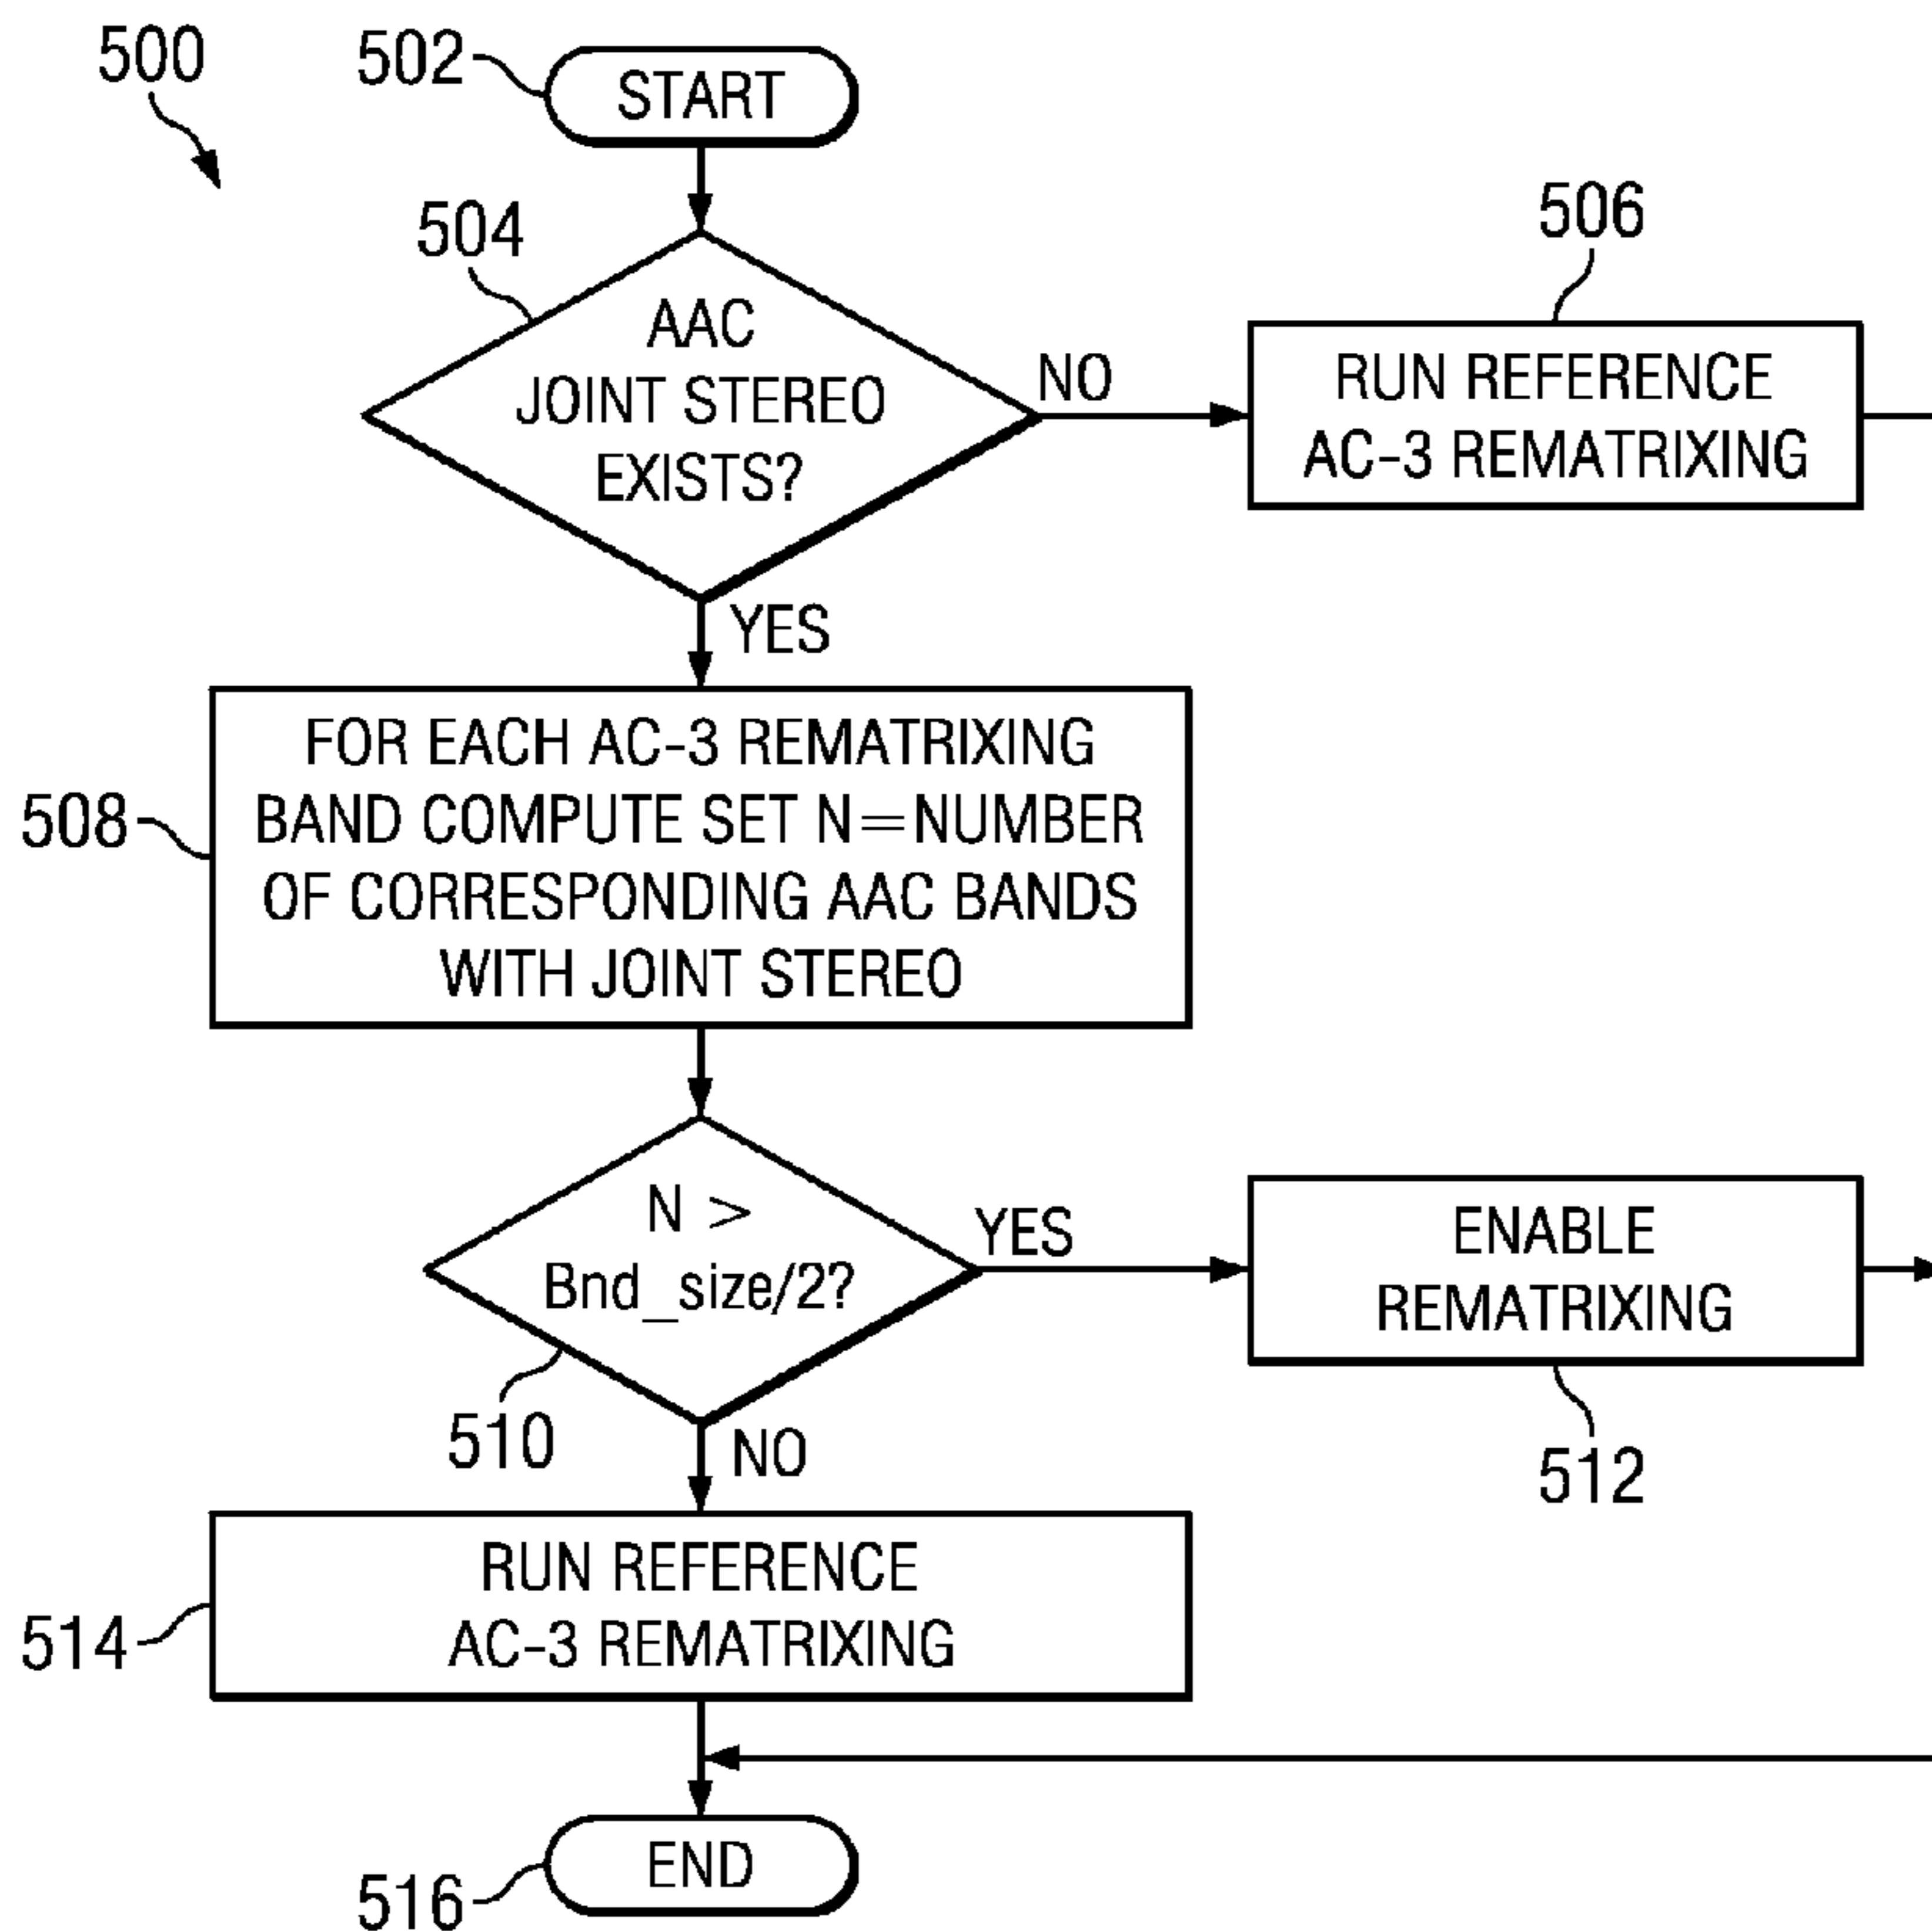 500
502
START
504
AAC
JOINT STEREO
EXISTS?
NO
506
RUN REFERENCE
AC-3 REMATRIXING
YES
508
FOR EACH AC-3 REMATRIXING
BAND COMPUTE SET N=NUMBER
OF CORRESPONDING AAC BANDS
WITH JOINT STEREO
N >
Bnd_size/2?
510
YES
ENABLE
REMATRIXING
512
NO
514
RUN REFERENCE
AC-3 REMATRIXING
516
END